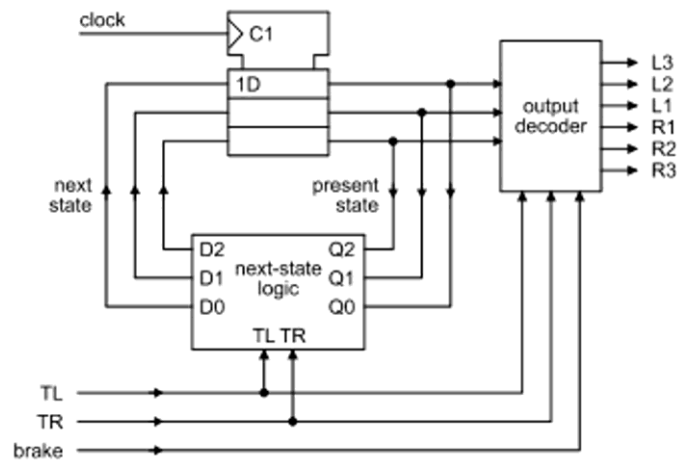 clock
C1
1D
output
decoder
L3
L2
L1
R1
R2
R3
next
state
present
state
D2
D1
D0
next-state
logic
Q2
Q1
Q0
TL TR
TL
TR
brake